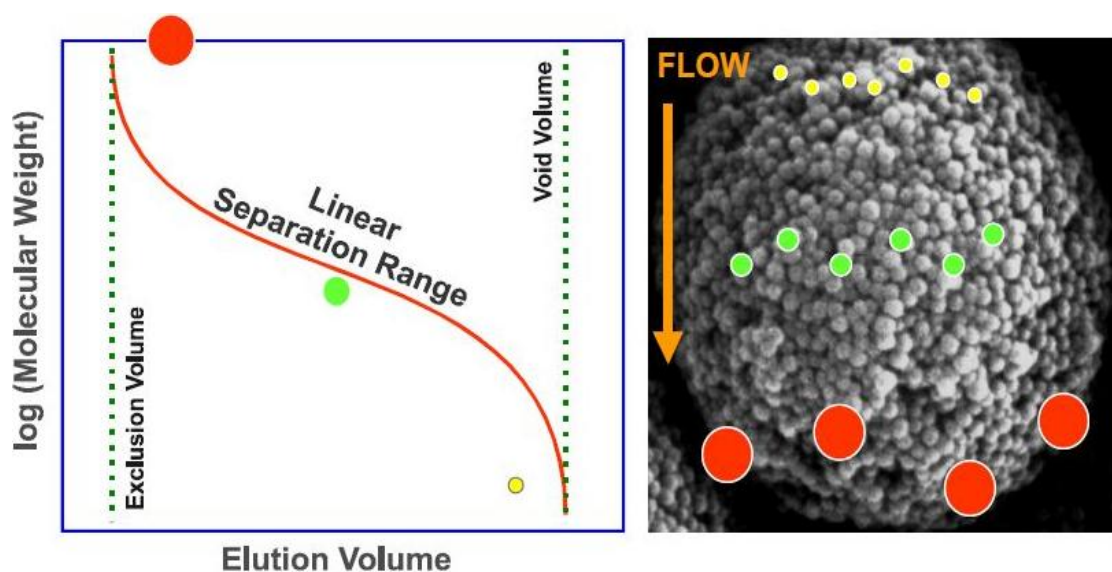 log (Molecular Weight)
Exclusion Volume
Linear
Separation Range
Void Volume
Elution Volume
FLOW